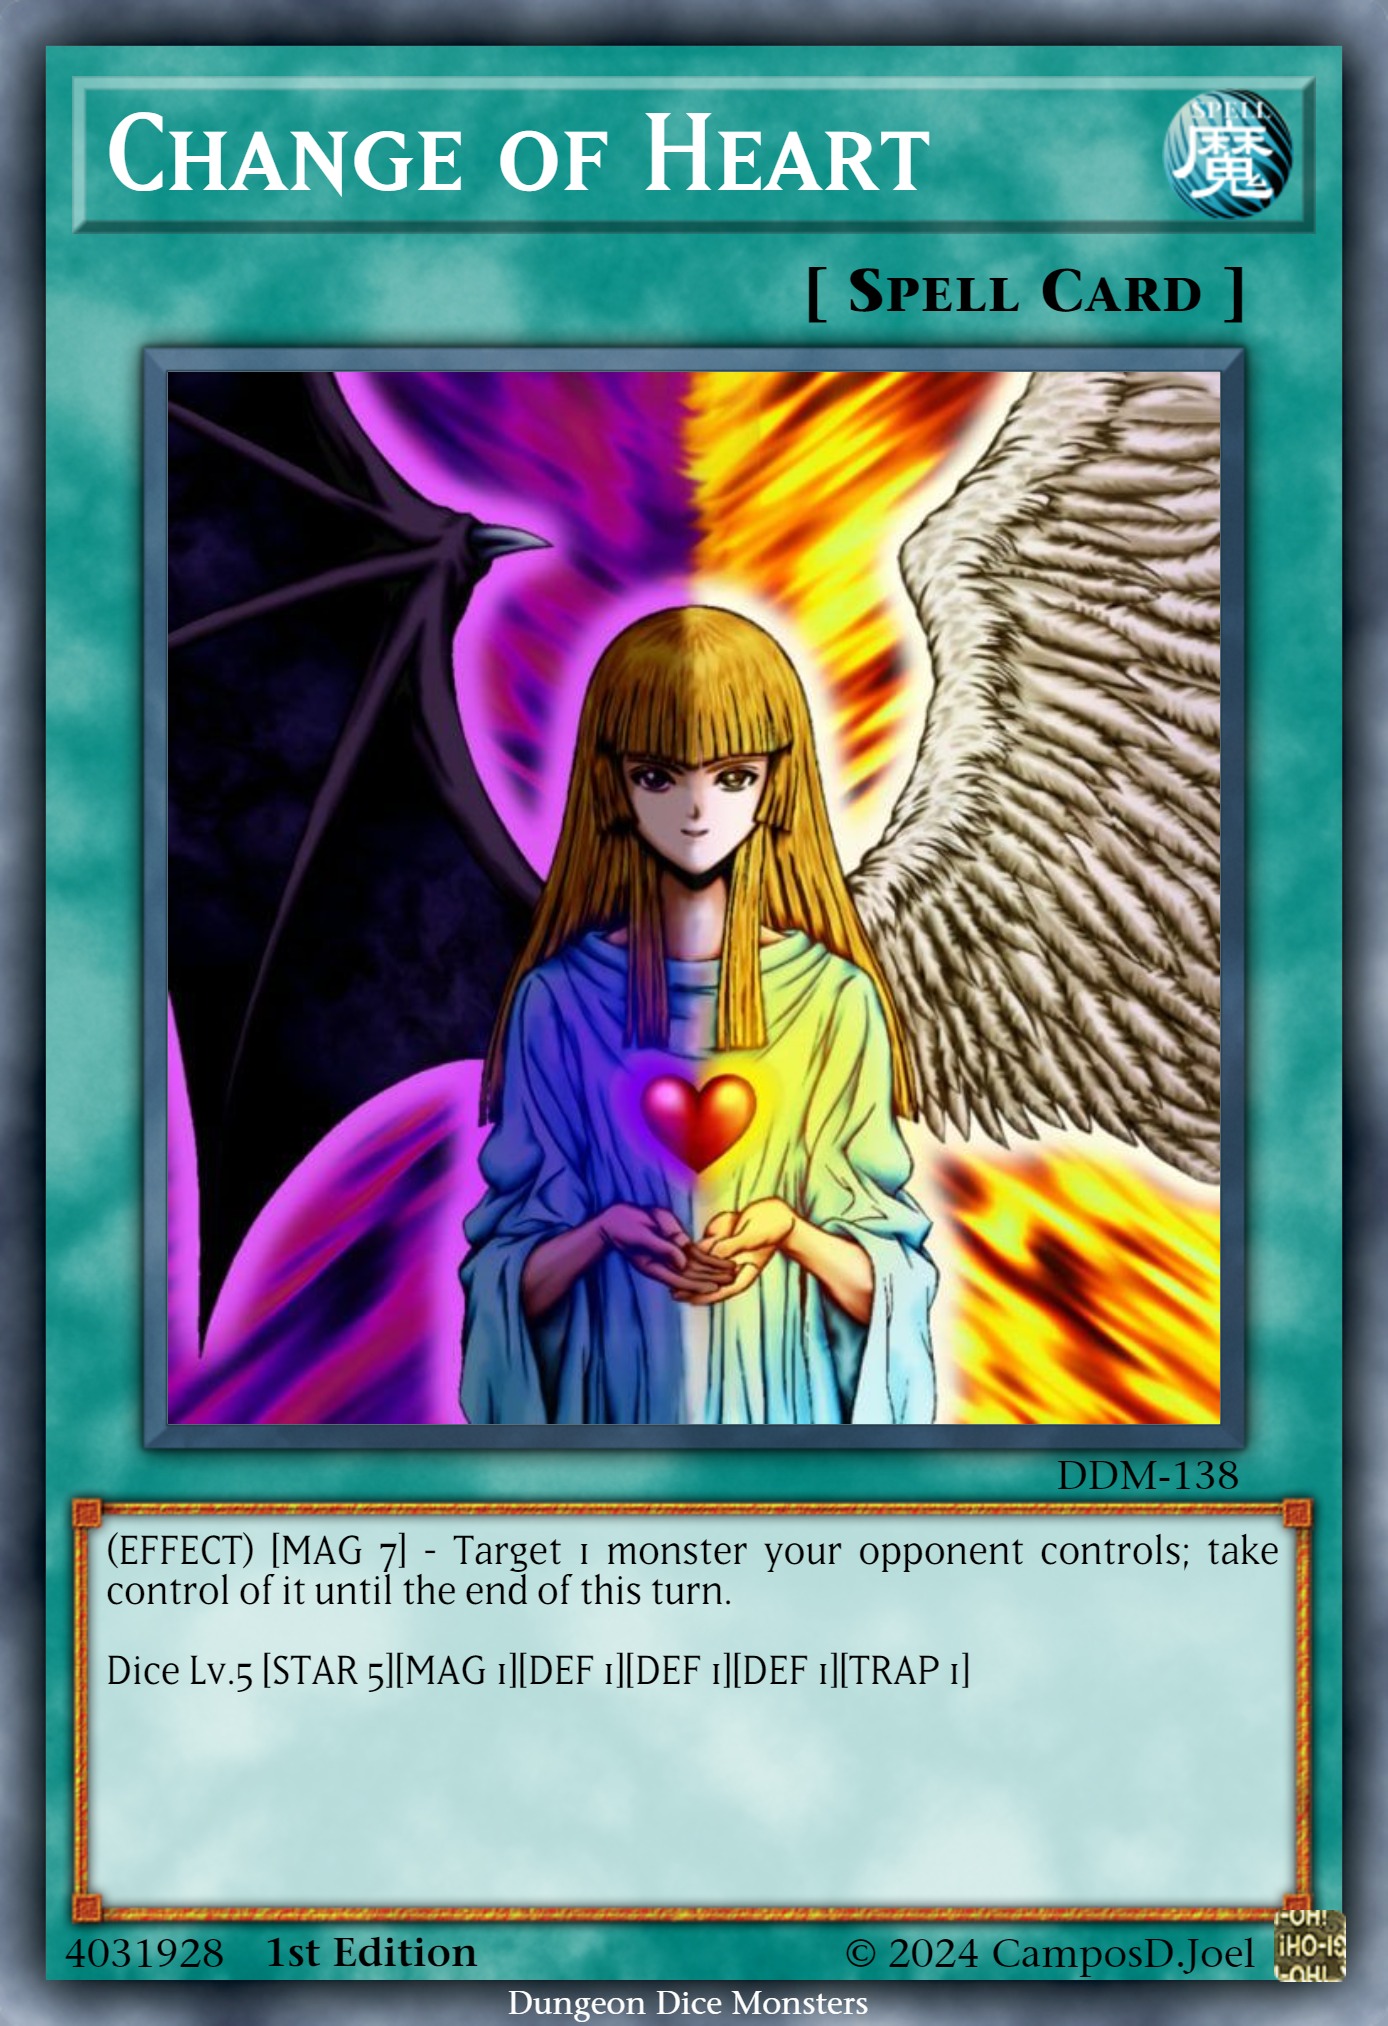 Change of Heart
SPELL
魔
[ Spell Card ]
DDM-138
(EFFECT) [MAG 7] - Target 1 monster your opponent controls; take
control of it until the end of this turn.
Dice Lv.5 [STAR 5][MAG 1][DEF 1][DEF 1][DEF 1][TRAP 1]
4031928 1st Edition
© 2024 CamposD.Joel
Dungeon Dice Monsters